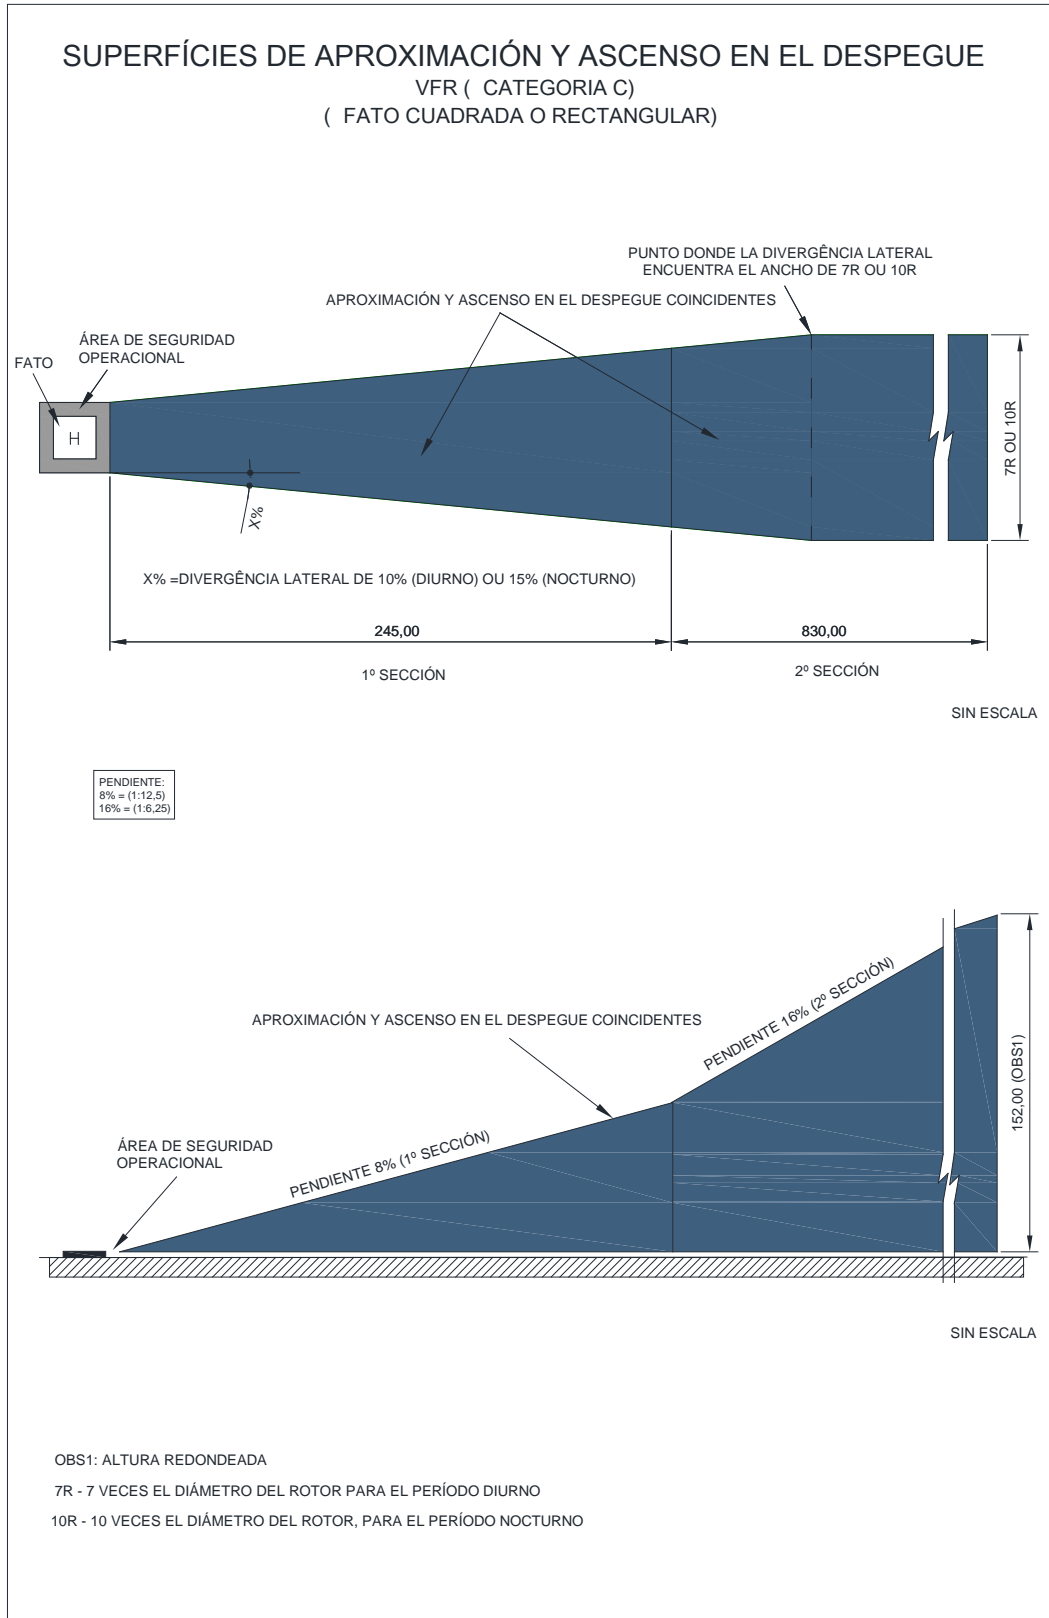 SUPERFÍCIES DE APROXIMACIÓN Y ASCENSO EN EL DESPEGUE
VFR ( CATEGORIA C)
( FATO CUADRADA O RECTANGULAR)
PUNTO DONDE LA DIVERGÊNCIA LATERAL
ENCUENTRA EL ANCHO DE 7R OU 10R
APROXIMACIÓN Y ASCENSO EN EL DESPEGUE COINCIDENTES
ÁREA DE SEGURIDAD
OPERACIONAL
FATO
H
7R OU 10R
X%
X% =DIVERGÊNCIA LATERAL DE 10% (DIURNO) OU 15% (NOCTURNO)
245,00
830,00
1º SECCIÓN
2º SECCIÓN
SIN ESCALA
PENDIENTE:
8% = (1:12,5)
16% = (1:6,25)
PENDIENTE 16% (2º SECCIÓN)
APROXIMACIÓN Y ASCENSO EN EL DESPEGUE COINCIDENTES
152,00 (OBS1)
PENDIENTE 8% (1º SECCIÓN)
ÁREA DE SEGURIDAD
OPERACIONAL
SIN ESCALA
OBS1: ALTURA REDONDEADA
7R - 7 VECES EL DIÁMETRO DEL ROTOR PARA EL PERÍODO DIURNO
10R - 10 VECES EL DIÁMETRO DEL ROTOR, PARA EL PERÍODO NOCTURNO